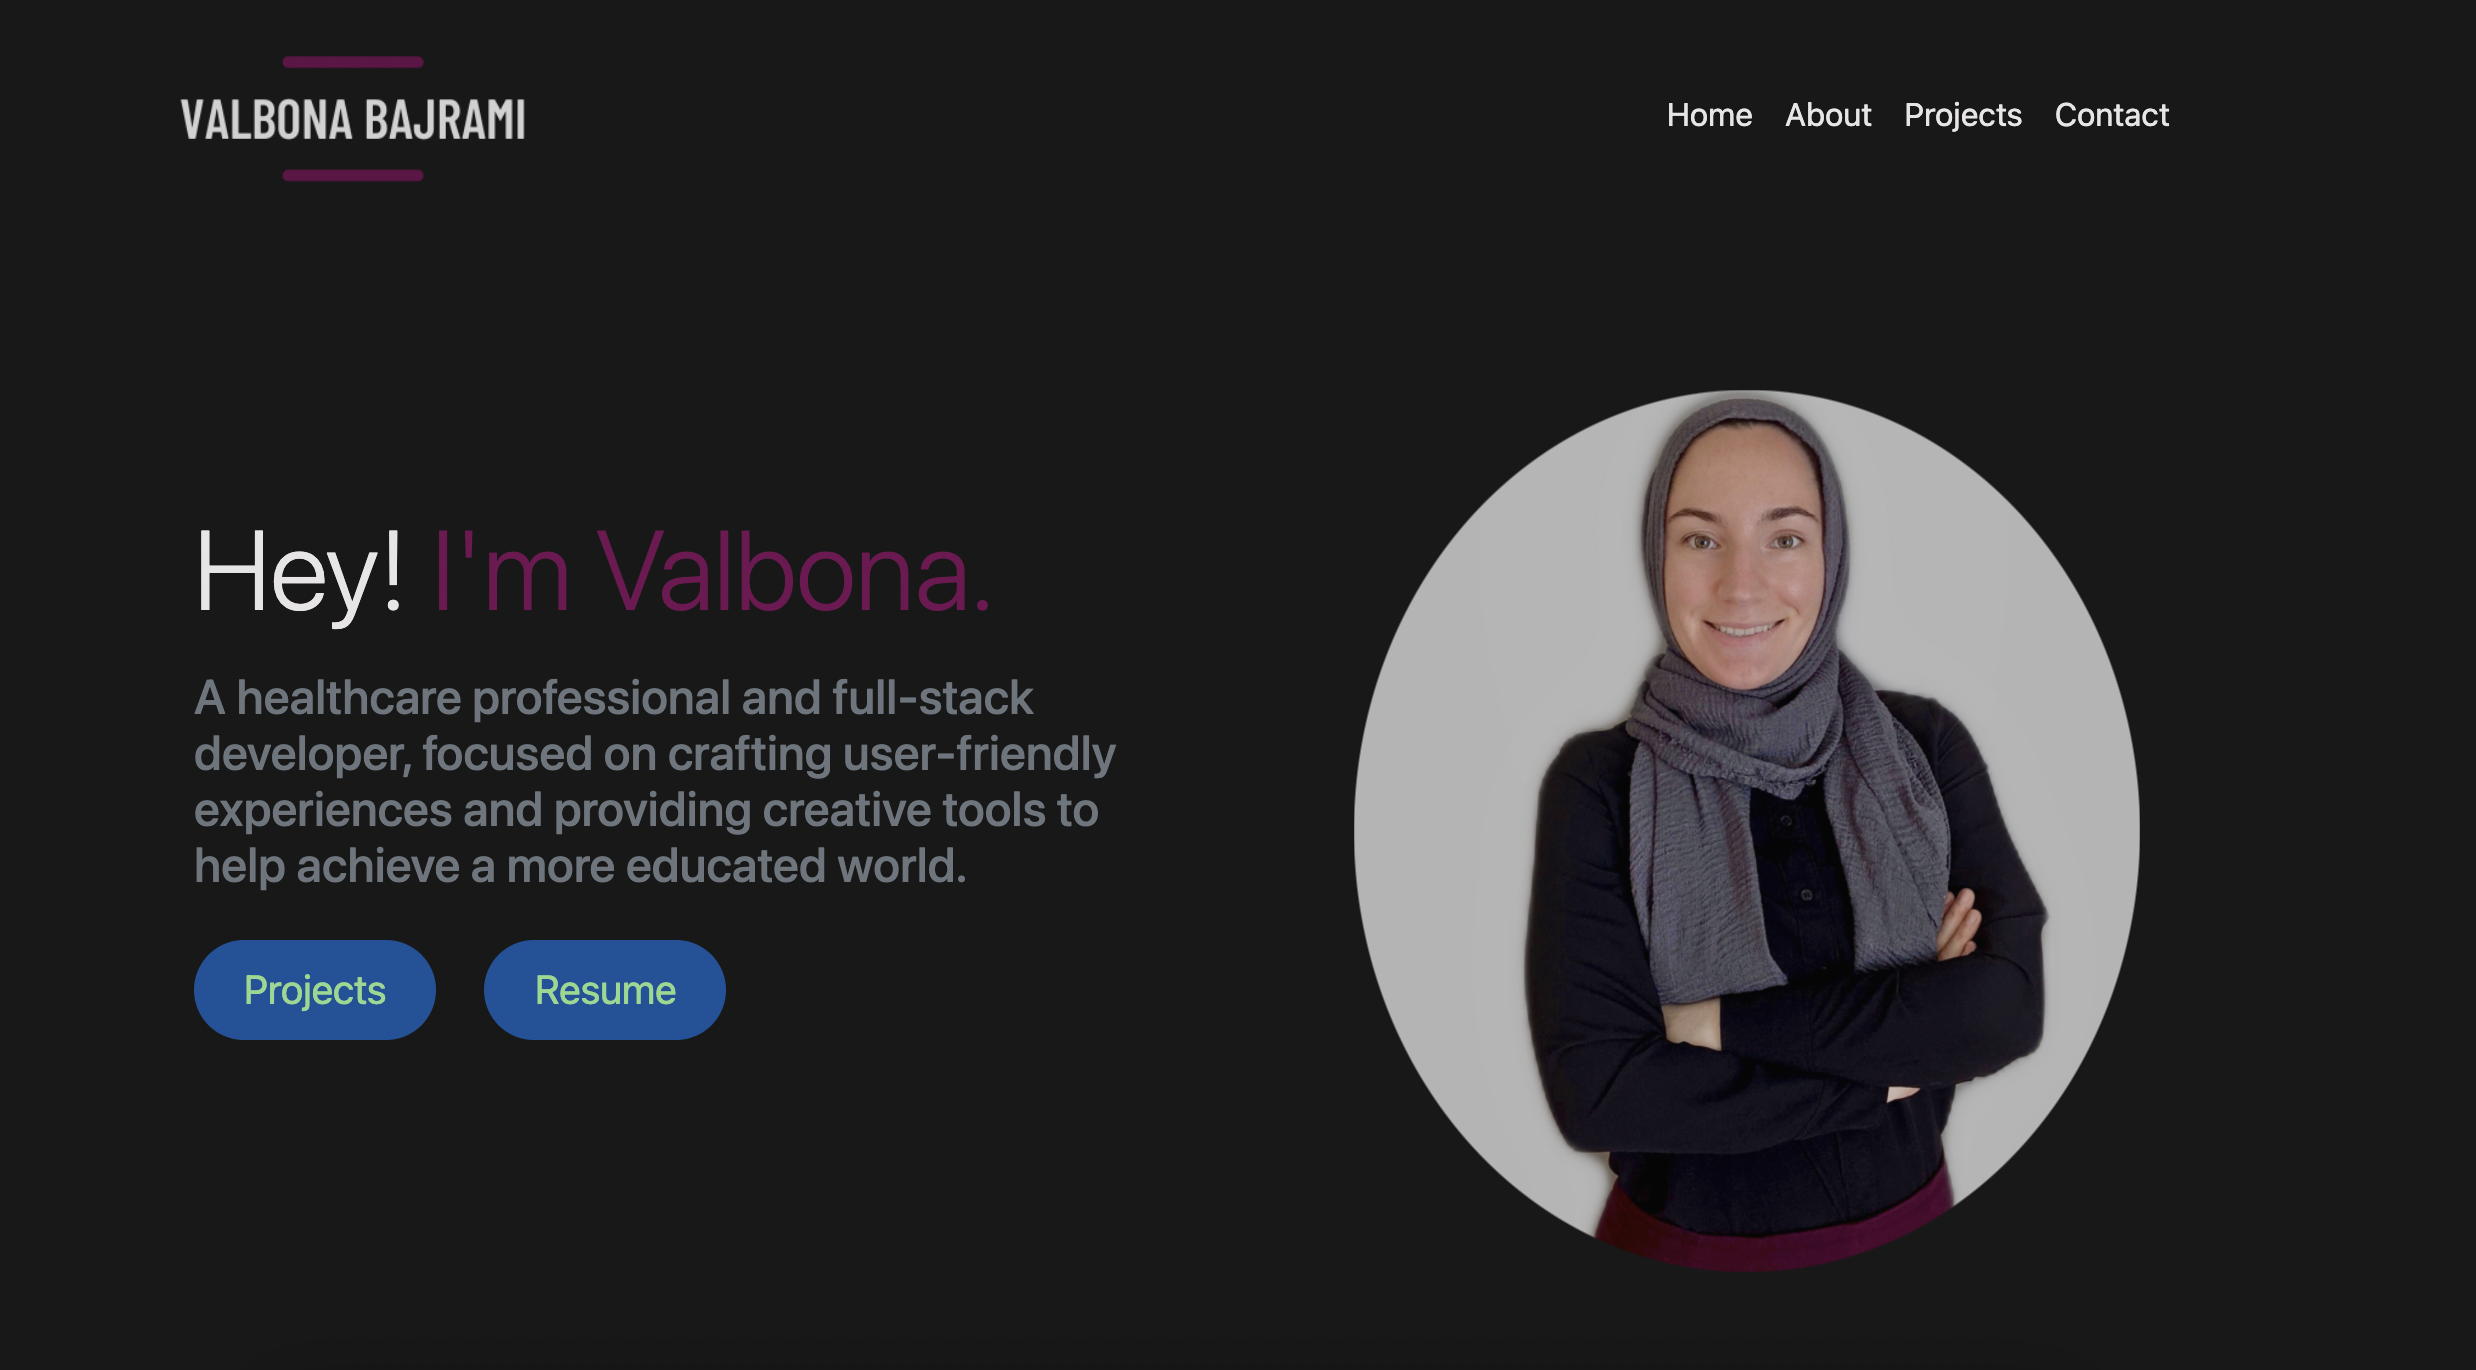 VALBONA BAJRAMI
Home About Projects Contact
Hey! I'm Valbona.
A healthcare professional and full-stack
developer, focused on crafting user-friendly
experiences and providing creative tools to
help achieve a more educated world.
Projects Resume